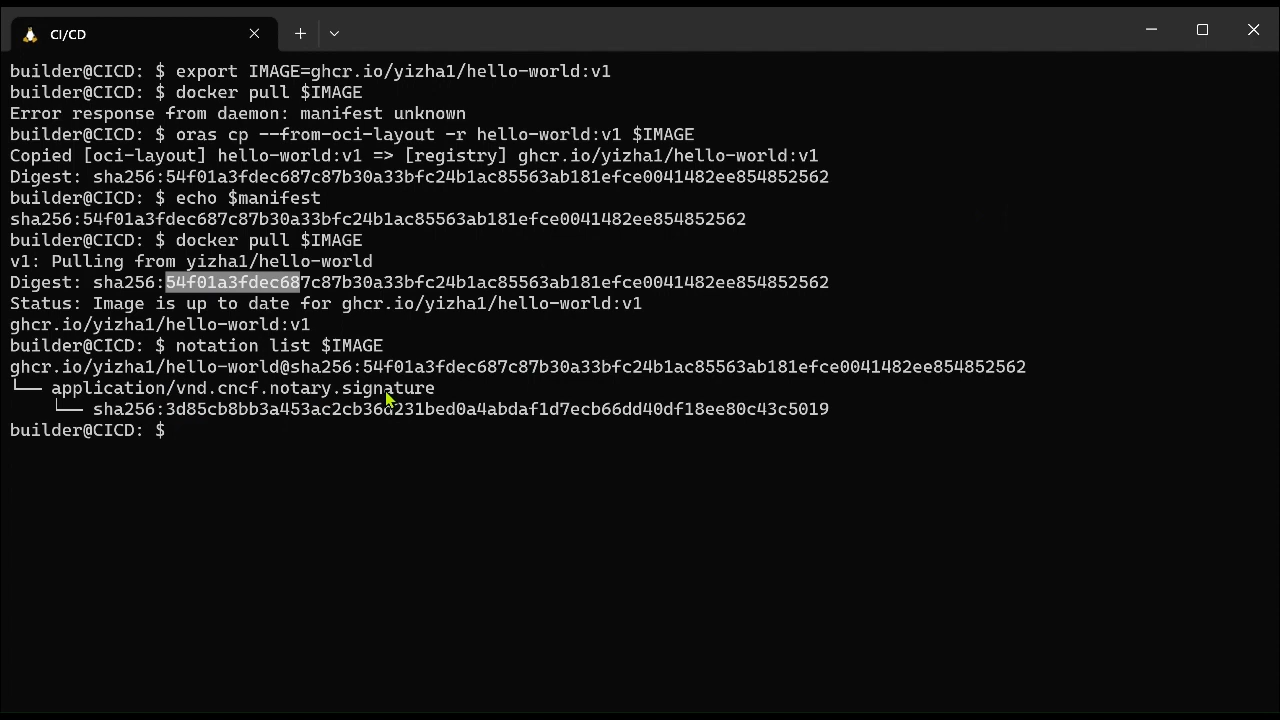 CI/CD
builder@CICD: $ export IMAGE=ghcr.io/yizha1/hello-world:v1
builder@CICD: $ docker pull $IMAGE
Error response from daemon: manifest unknown
builder@CICD: $ oras cp --from-oci-layout -r hello-world:v1 $IMAGE
Copied [oci-layout] hello-world:v1 => [registry] ghcr.io/yizha1/hello-world:v1
Digest: sha256:54f01a3fdec687c87b30a33bfc24b1ac85563ab181efce0041482ee854852562
builder@CICD: $ echo $manifest
sha256:54f01a3fdec687c87b30a33bfc24b1ac85563ab181efce0041482ee854852562
builder@CICD: $ docker pull $IMAGE
v1: Pulling from yizha1/hello-world
Digest: sha256:54f01a3fdec687c87b30a33bfc24b1ac85563ab181efce0041482ee854852562
Status: Image is up to date for ghcr.io/yizha1/hello-world:v1
ghcr.io/yizha1/hello-world:v1
builder@CICD: $ notation list $IMAGE
ghcr.io/yizha1/hello-world@sha256:54f01a3fdec687c87b30a33bfc24b1ac85563ab181efce0041482ee854852562
└── application/vnd.cncf.notary.signature
    └── sha256:3d85cb8bb3a453ac2cb36d231bed0a4abdaf1d7ecb66dd40df18ee80c43c5019
builder@CICD: $